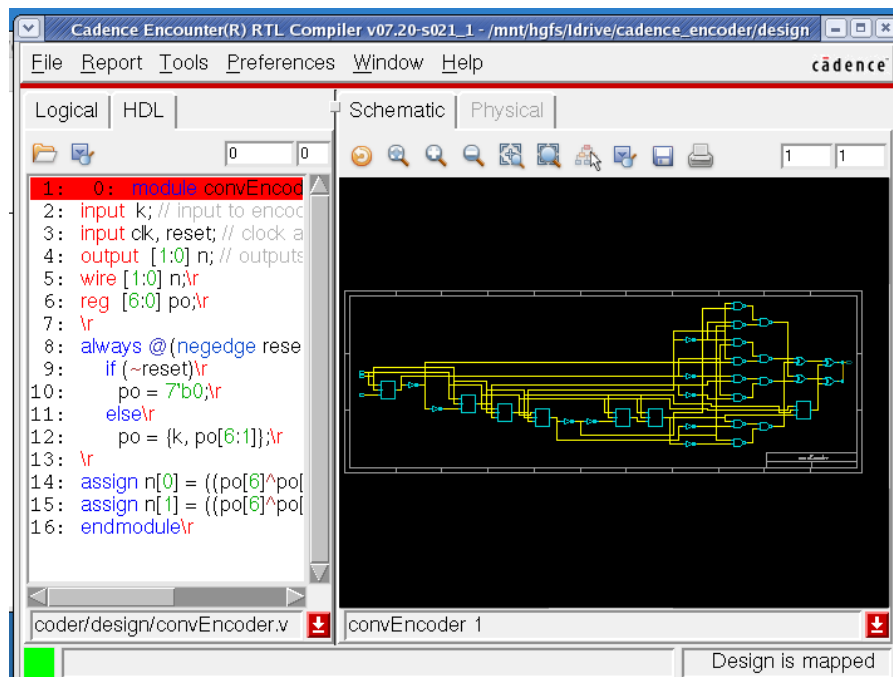 Cadence Encounter(R) RTL Compiler v07.20-s021_1 - /mnt/hgfs/Idrive/cadence_encoder/design
File Report Tools Preferences Window Help
cādence
Logical HDL
Schematic Physical
0 0
1 1
1: 0: module convEncod
2: input k; // input to encod
3: input clk, reset; // clock a
4: output [1:0] n; // outputs
5: wire [1:0] n;\r
6: reg [6:0] po;\r
7: \r
8: always @(negedge rese
9: if (~reset)\r
10: po = 7'b0;\r
11: else\r
12: po = {k, po[6:1]};\r
13: \r
14: assign n[0] = ((po[6]^po[
15: assign n[1] = ((po[6]^po[
16: endmodule\r
coder/design/convEncoder.v
convEncoder 1
Design is mapped